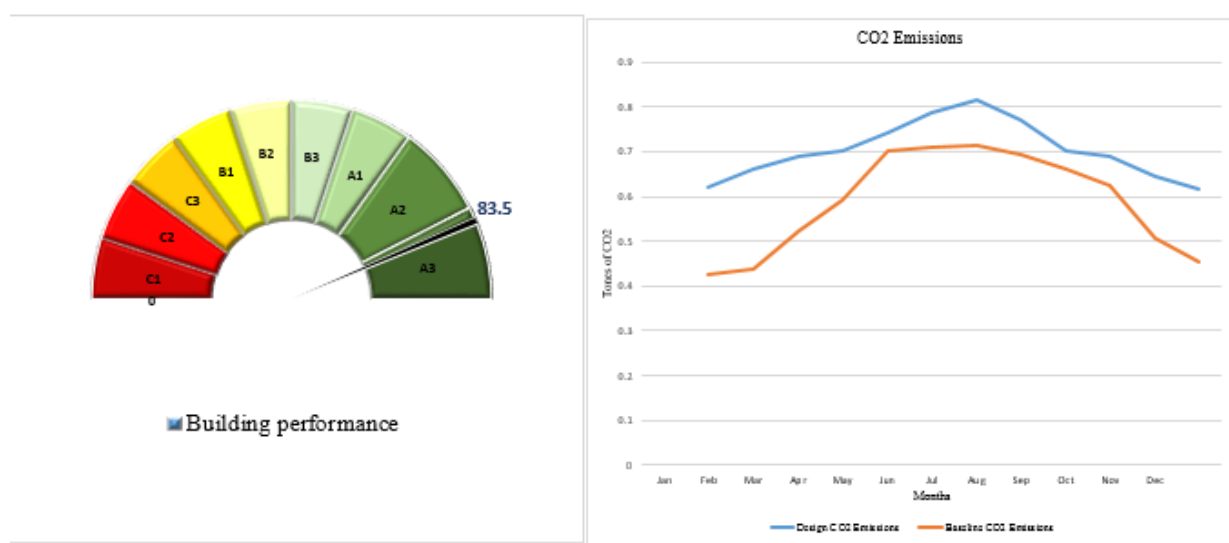 B2
B3
B1
A1
C3
A2
83.5
C2
A3
C1
0
Building performance
CO2 Emissions
0.9
0.8
0.7
0.6
0.5
0.4
0.3
0.2
0.1
0
Tones of CO2
Jan Feb Mar Apr May Jun Jul Aug Sep Oct Nov Dec
Months
Design CO2 Emissions Baseline CO2 Emissions